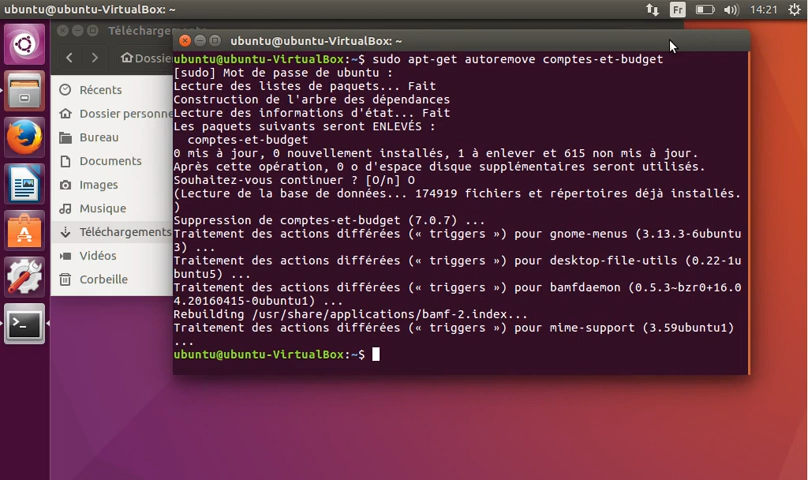 ubuntu@ubuntu-VirtualBox: ~
Fr
14:21
Téléchargements
ubuntu@ubuntu-VirtualBox: ~
Dossie
Récents
Dossier personne
Bureau
Documents
Images
Musique
Téléchargements
Vidéos
Corbeille
ubuntu@ubuntu-VirtualBox:~$ sudo apt-get autoremove comptes-et-budget
[sudo] Mot de passe de ubuntu :
Lecture des listes de paquets... Fait
Construction de l'arbre des dépendances
Lecture des informations d'état... Fait
Les paquets suivants seront ENLEVÉS :
comptes-et-budget
0 mis à jour, 0 nouvellement installés, 1 à enlever et 615 non mis à jour.
Après cette opération, 0 o d'espace disque supplémentaires seront utilisés.
Souhaitez-vous continuer ? [O/n] O
(Lecture de la base de données... 174919 fichiers et répertoires déjà installés.
)
Suppression de comptes-et-budget (7.0.7) ...
Traitement des actions différées (« triggers ») pour gnome-menus (3.13.3-6ubuntu
3) ...
Traitement des actions différées (« triggers ») pour desktop-file-utils (0.22-1u
buntu5) ...
Traitement des actions différées (« triggers ») pour bamfdaemon (0.5.3~bzr0+16.0
4.20160415-0ubuntu1) ...
Rebuilding /usr/share/applications/bamf-2.index...
Traitement des actions différées (« triggers ») pour mime-support (3.59ubuntu1)
...
ubuntu@ubuntu-VirtualBox:~$